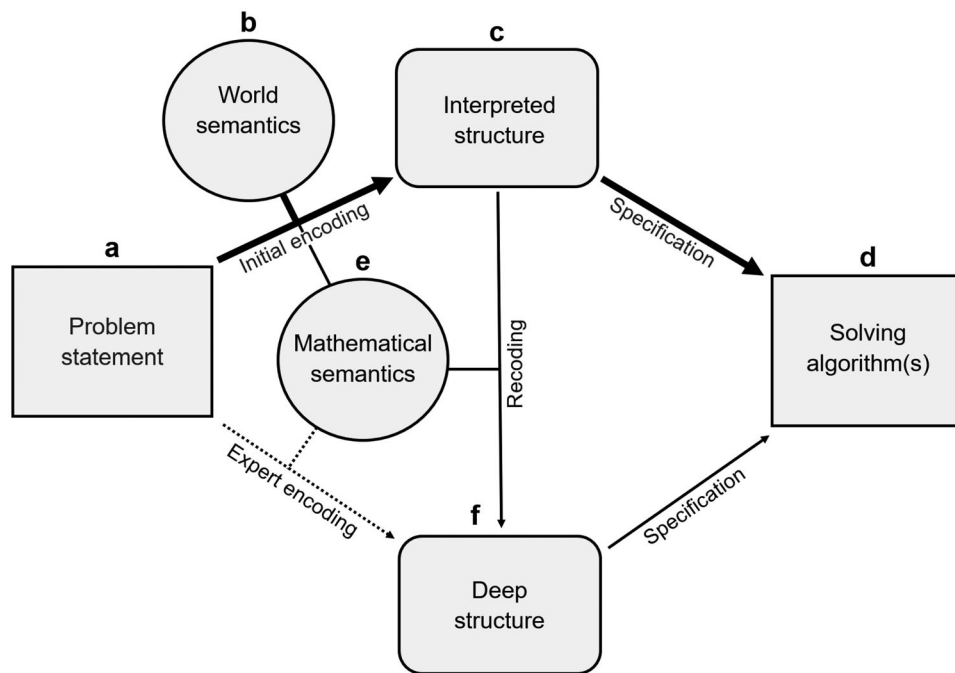 b
World
semantics
c
Interpreted
structure
Initial encoding
Specification
a
Problem
statement
e
Mathematical
semantics
Recoding
d
Solving
algorithm(s)
Expert encoding
Specification
f
Deep
structure